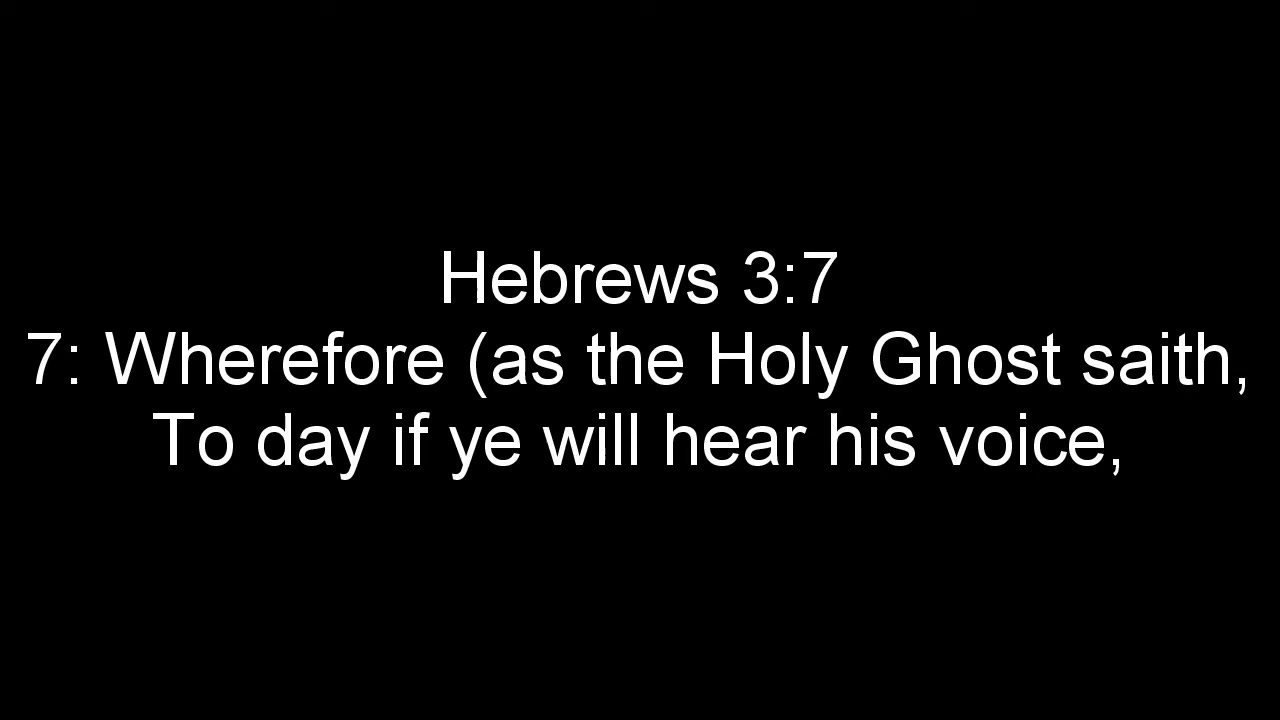 Hebrews 3:7
7: Wherefore (as the Holy Ghost saith,
To day if ye will hear his voice,